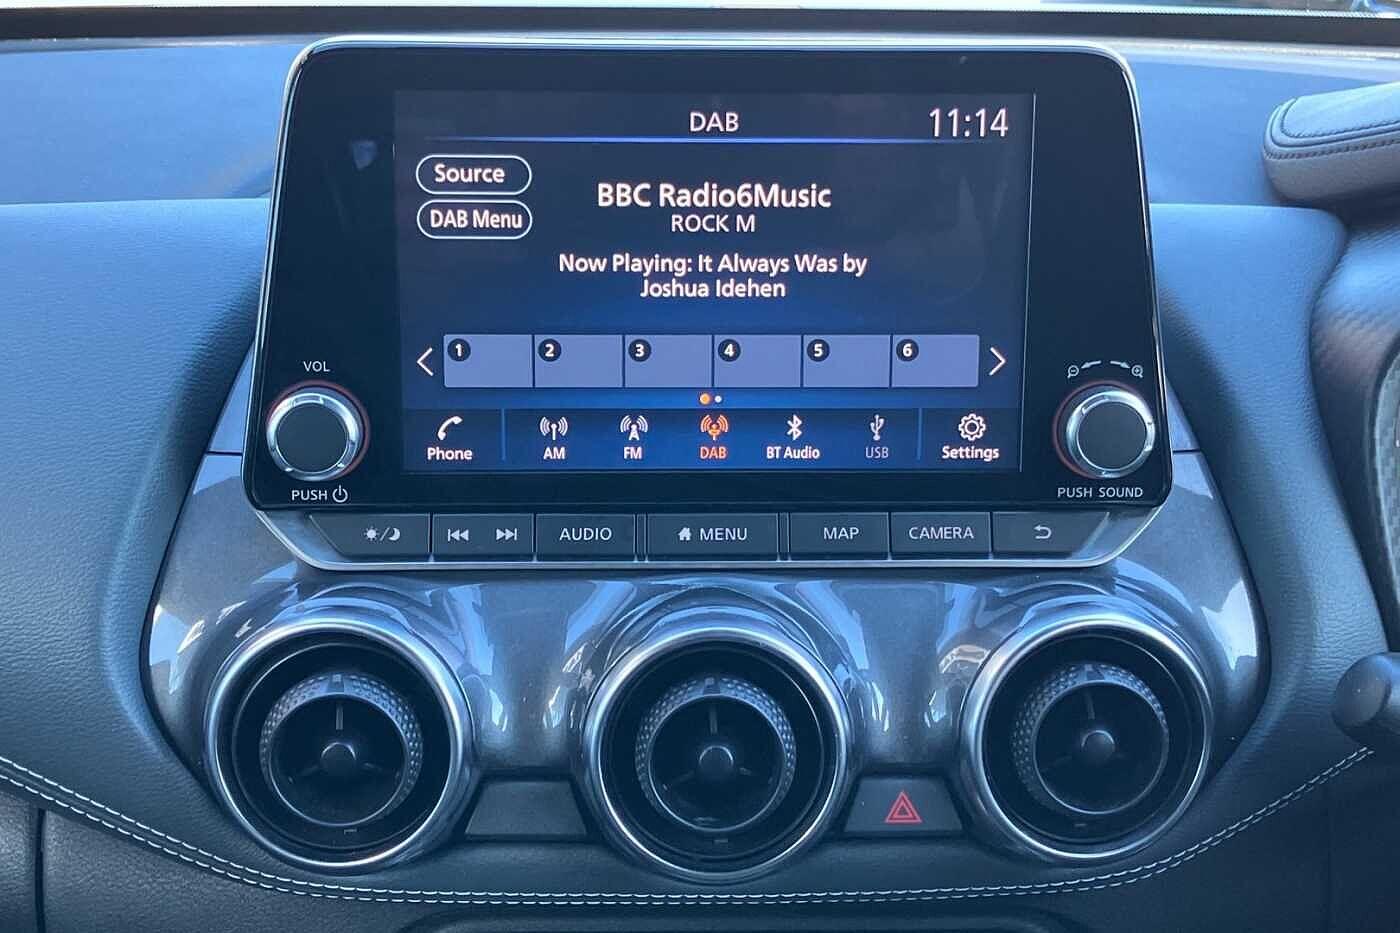 DAB 11:14
Source
DAB Menu
BBC Radio6Music
ROCK M
Now Playing: It Always Was by
Joshua Idehen
1 2 3 4 5 6
Phone AM FM DAB BT Audio USB Settings
VOL
PUSH
PUSH SOUND
AUDIO MENU MAP CAMERA